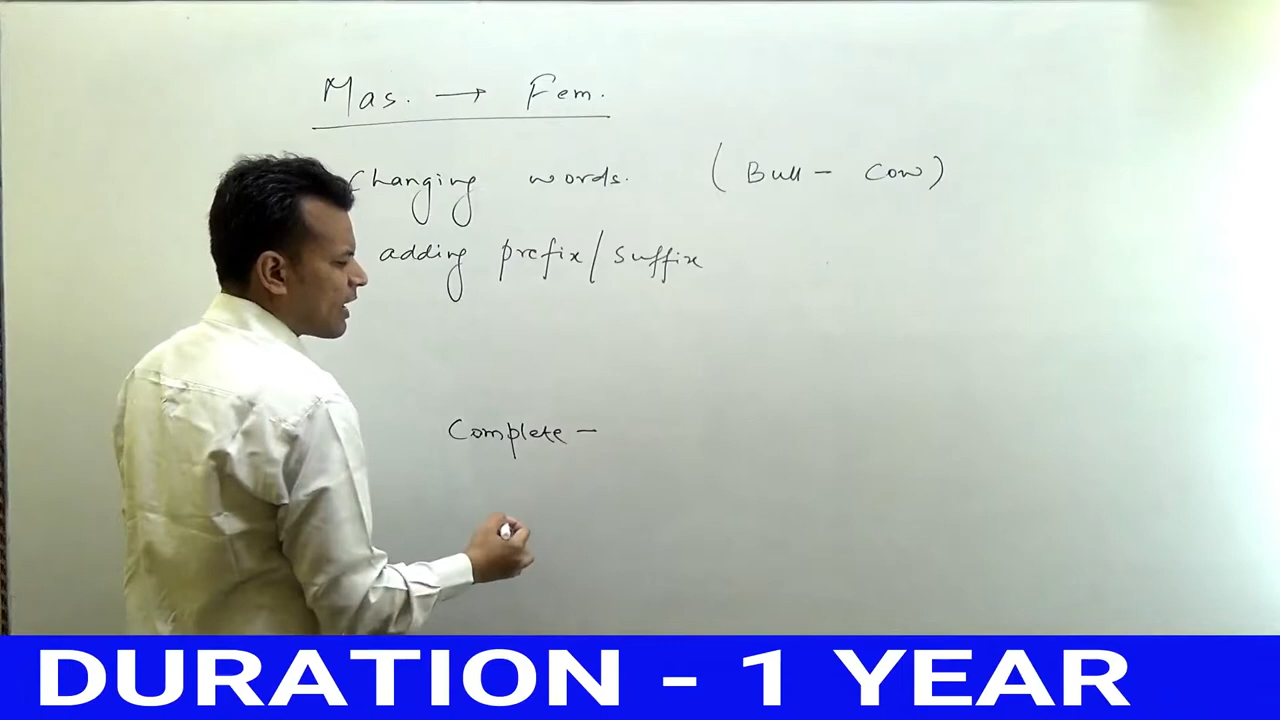 Mas. → Fem.
Changing words. (Bull - Cow)
adding prefix/suffix
Complete -
DURATION - 1 YEAR